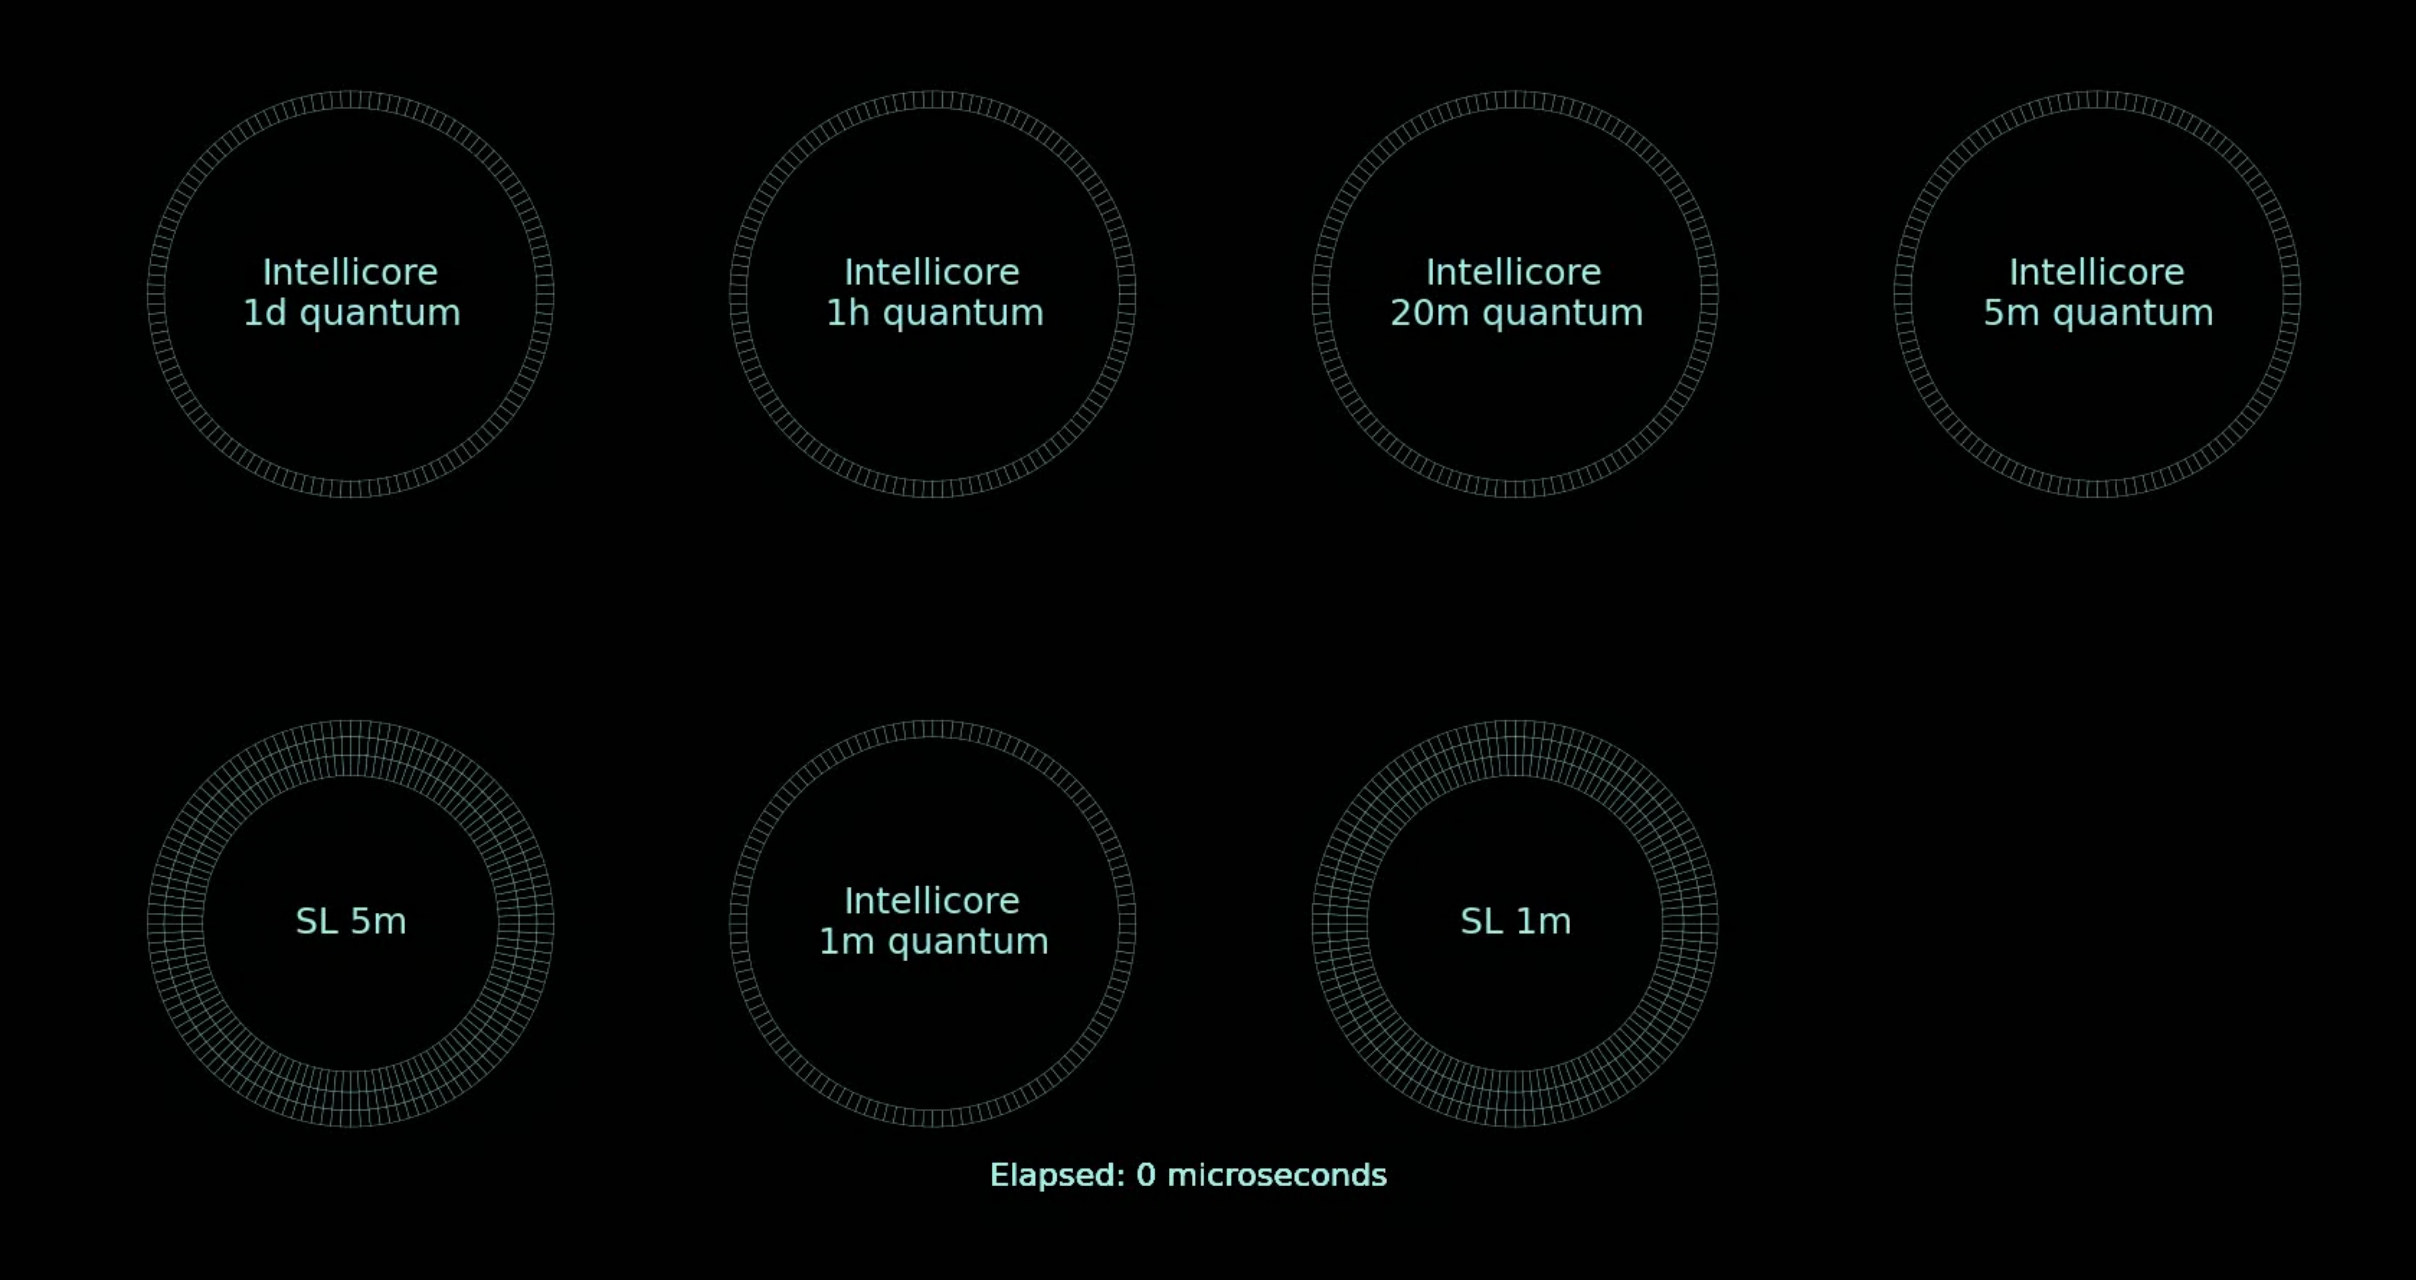 Intellicore
1d quantum
Intellicore
1h quantum
Intellicore
20m quantum
Intellicore
5m quantum
SL 5m
Intellicore
1m quantum
SL 1m
Elapsed: 0 microseconds